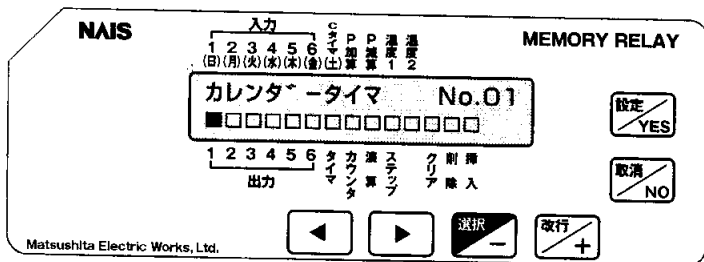 NAiS
MEMORY RELAY
入力
1 2 3 4 5 6 Cタイマ P加算 P減算 温度1 温度2
(日)(月)(火)(水)(木)(金)(土)
カレンダ゛ータイマ No.01
1 2 3 4 5 6 タイマ カウンタ 演算 ステップ クリア 削除 挿入
出力
設定 YES
取消 NO
選択 −
改行 +
Matsushita Electric Works, Ltd.